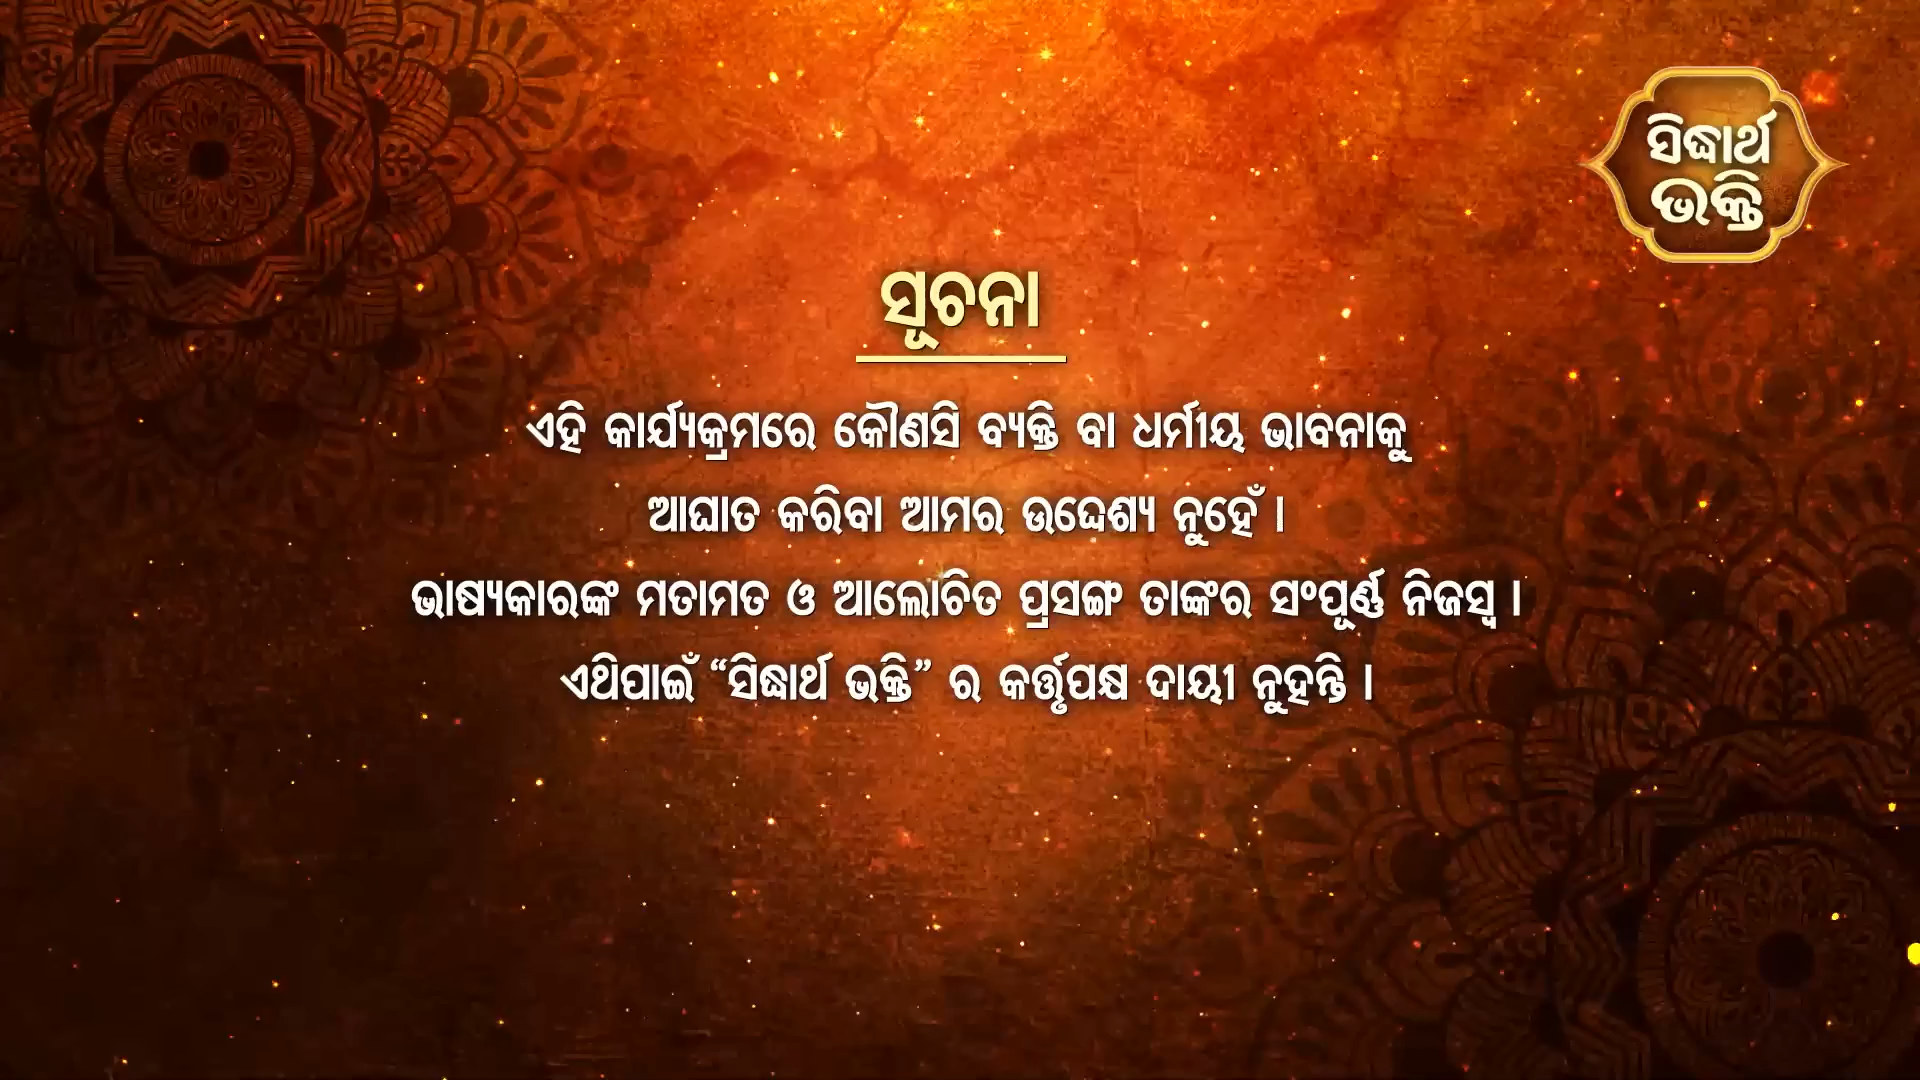 ସିଦ୍ଧାର୍ଥ
ଭକ୍ତି
ସୂଚନା
ଏହି କାର୍ଯ୍ୟକ୍ରମରେ କୌଣସି ବ୍ୟକ୍ତି ବା ଧର୍ମୀୟ ଭାବନାକୁ
ଆଘାତ କରିବା ଆମର ଉଦ୍ଦେଶ୍ୟ ନୁହେଁ ।
ଭାଷ୍ୟକାରଙ୍କ ମତାମତ ଓ ଆଲୋଚିତ ପ୍ରସଙ୍ଗ ତାଙ୍କର ସଂପୂର୍ଣ୍ଣ ନିଜସ୍ୱ ।
ଏଥିପାଇଁ “ସିଦ୍ଧାର୍ଥ ଭକ୍ତି” ର କର୍ତ୍ତୃପକ୍ଷ ଦାୟୀ ନୁହନ୍ତି ।